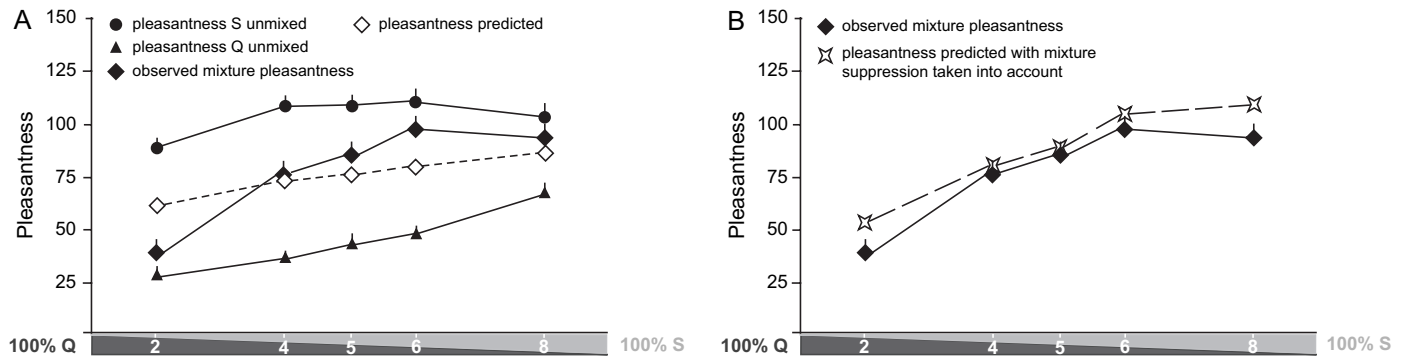 A
150
125
100
75
50
25
Pleasantness
pleasantness S unmixed
pleasantness predicted
pleasantness Q unmixed
observed mixture pleasantness
100% Q
2
4
5
6
8
100% S
B
150
125
100
75
50
25
Pleasantness
observed mixture pleasantness
pleasantness predicted with mixture
suppression taken into account
100% Q
2
4
5
6
8
100% S